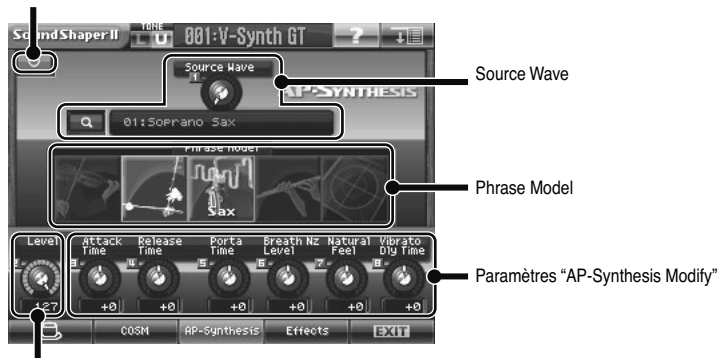 SoundShaper II TONE L U 001:V-Synth GT ?
Source Wave
1
AP-SYNTHESIS
01:Soprano Sax
Phrase Model
Sax
Level Attack Time Release Time Porta Time Breath Nz Level Natural Feel Vibrato Dly Time
2 3 4 5 6 7 8
127 +0 +0 +0 +0 +0 +0
COSM AP-Synthesis Effects EXIT
Source Wave
Phrase Model
Paramètres “AP-Synthesis Modify”